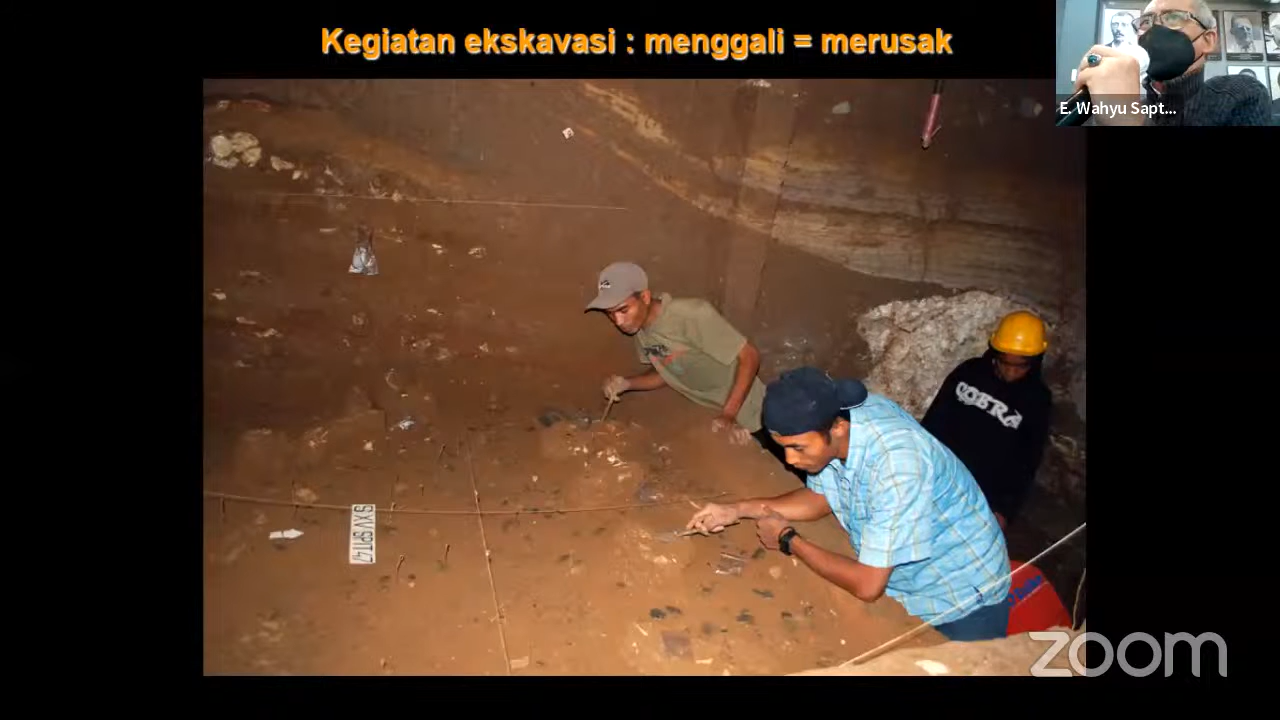 Kegiatan ekskavasi : menggali = merusak
E. Wahyu Sapt...
COBRA
zoom